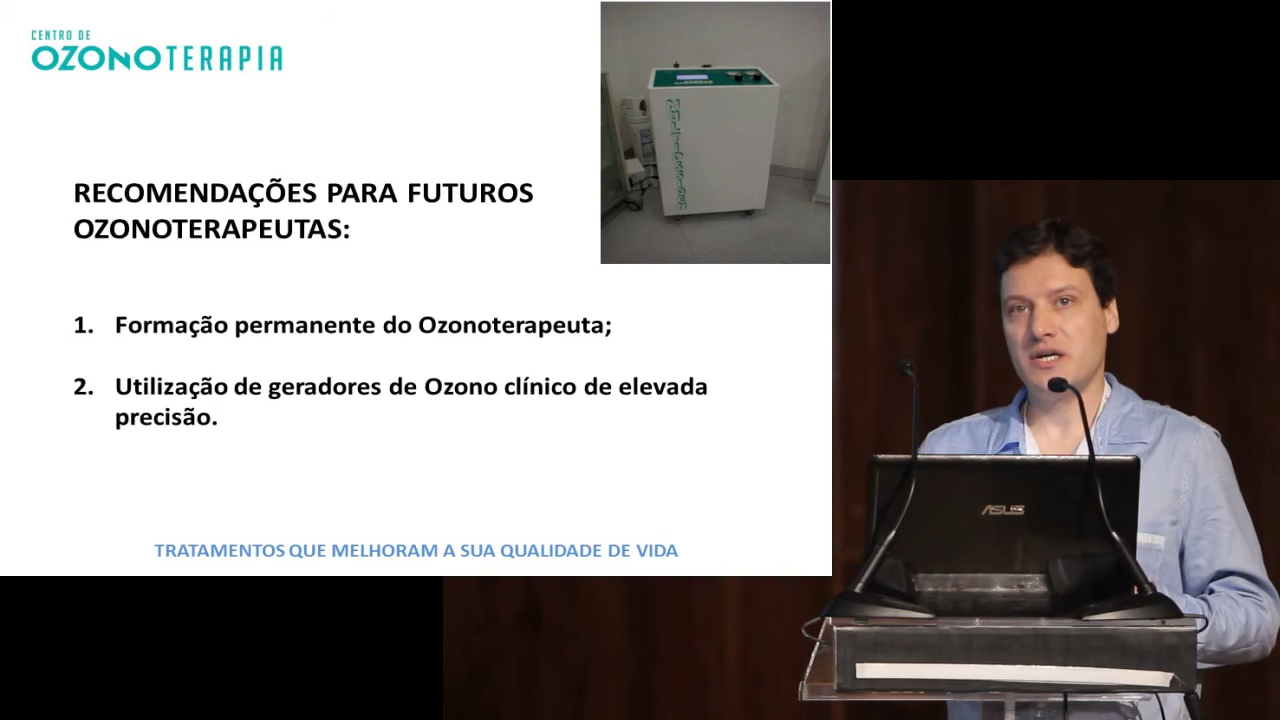 CENTRO DE
OZONOTERAPIA
RECOMENDAÇÕES PARA FUTUROS
OZONOTERAPEUTAS:
1. Formação permanente do Ozonoterapeuta;
2. Utilização de geradores de Ozono clínico de elevada
precisão.
TRATAMENTOS QUE MELHORAM A SUA QUALIDADE DE VIDA
ASUS